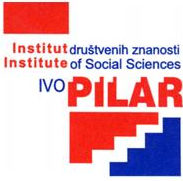 Institut društvenih znanosti
Institute of Social Sciences
IVO PILAR